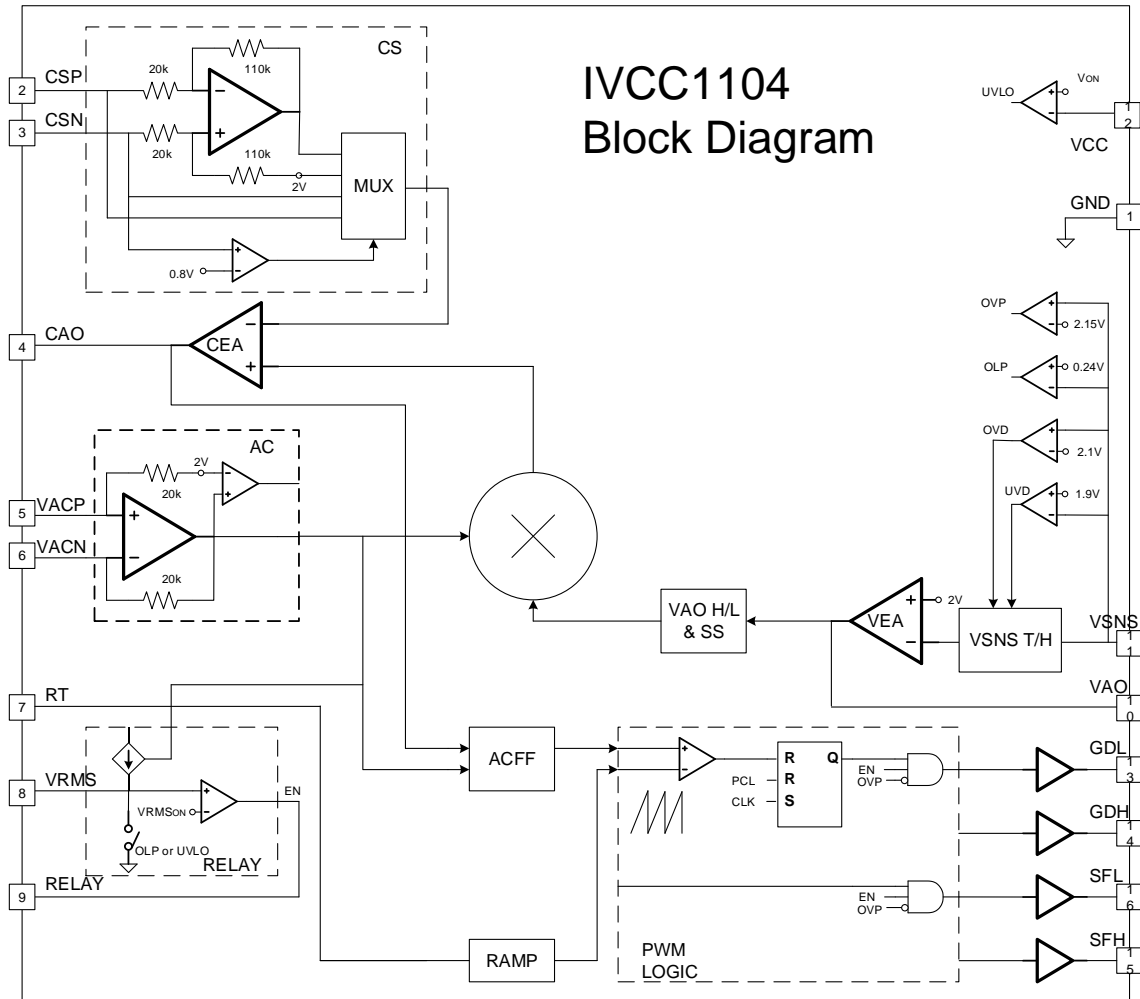 IVCC1104
Block Diagram
CS
2
CSP
3
CSN
20k
110k
−
+
20k
110k
2V
MUX
+
−
0.8V
UVLO
+
−
VON
12
VCC
GND
1
4
CAO
CEA
−
+
OVP
+
−
2.15V
OLP
+
−
0.24V
OVD
+
−
2.1V
UVD
+
−
1.9V
AC
20k
2V
−
+
5
VACP
6
VACN
+
−
20k
VAO H/L
& SS
VEA
+
−
2V
VSNS T/H
VSNS
11
VAO
10
7
RT
8
VRMS
VRMSON
+
−
EN
OLP or UVLO
RELAY
9
RELAY
ACFF
RAMP
+
−
PCL
CLK
R
R
S
Q
EN
OVP
EN
OVP
PWM
LOGIC
GDL
13
GDH
14
SFL
16
SFH
15